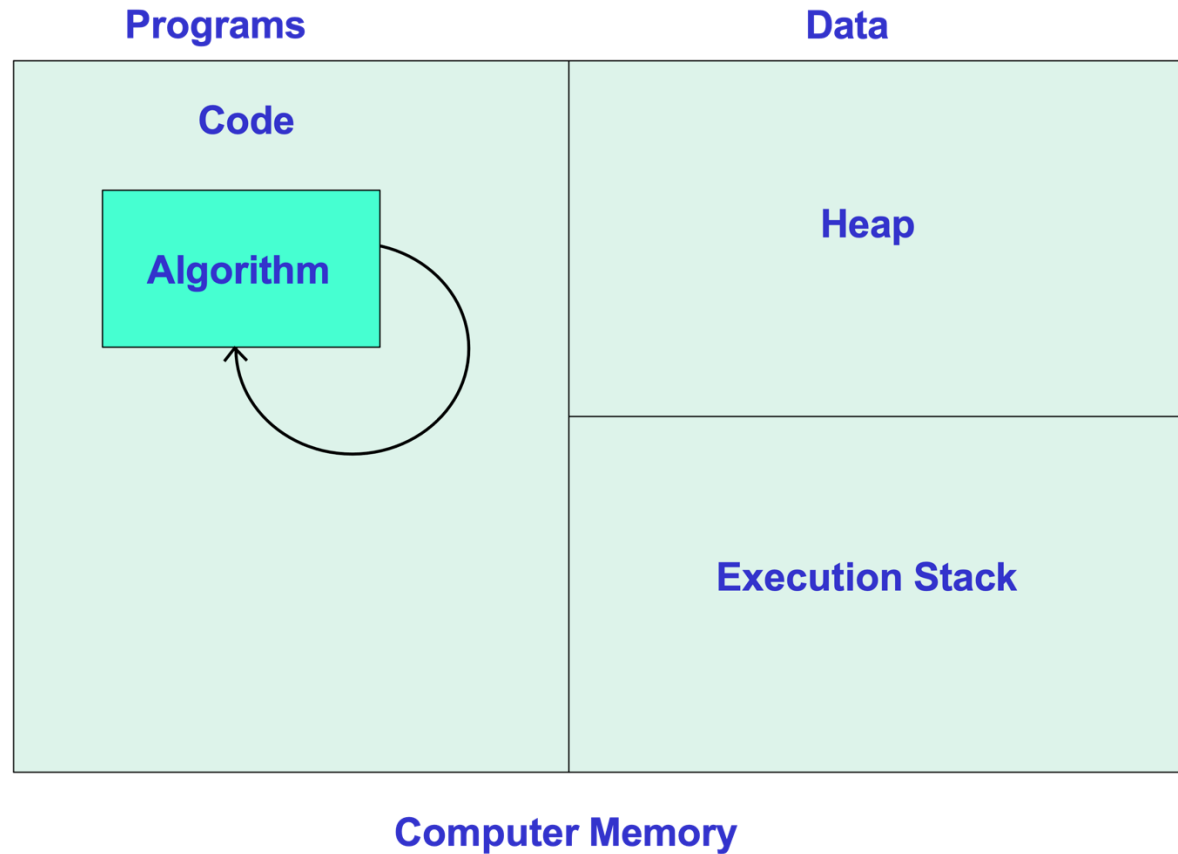 Programs
Data
Code
Algorithm
Heap
Execution Stack
Computer Memory